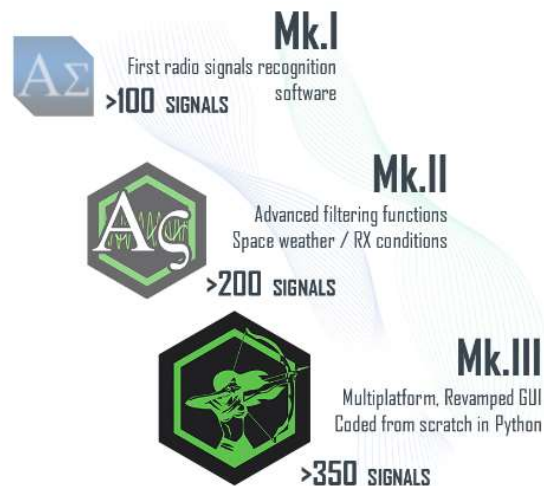 Mk.I
First radio signals recognition
software
ΑΣ
>100 SIGNALS
Mk.II
Advanced filtering functions
Space weather / RX conditions
Aς
>200 SIGNALS
Mk.III
Multiplatform, Revamped GUI
Coded from scratch in Python
>350 SIGNALS